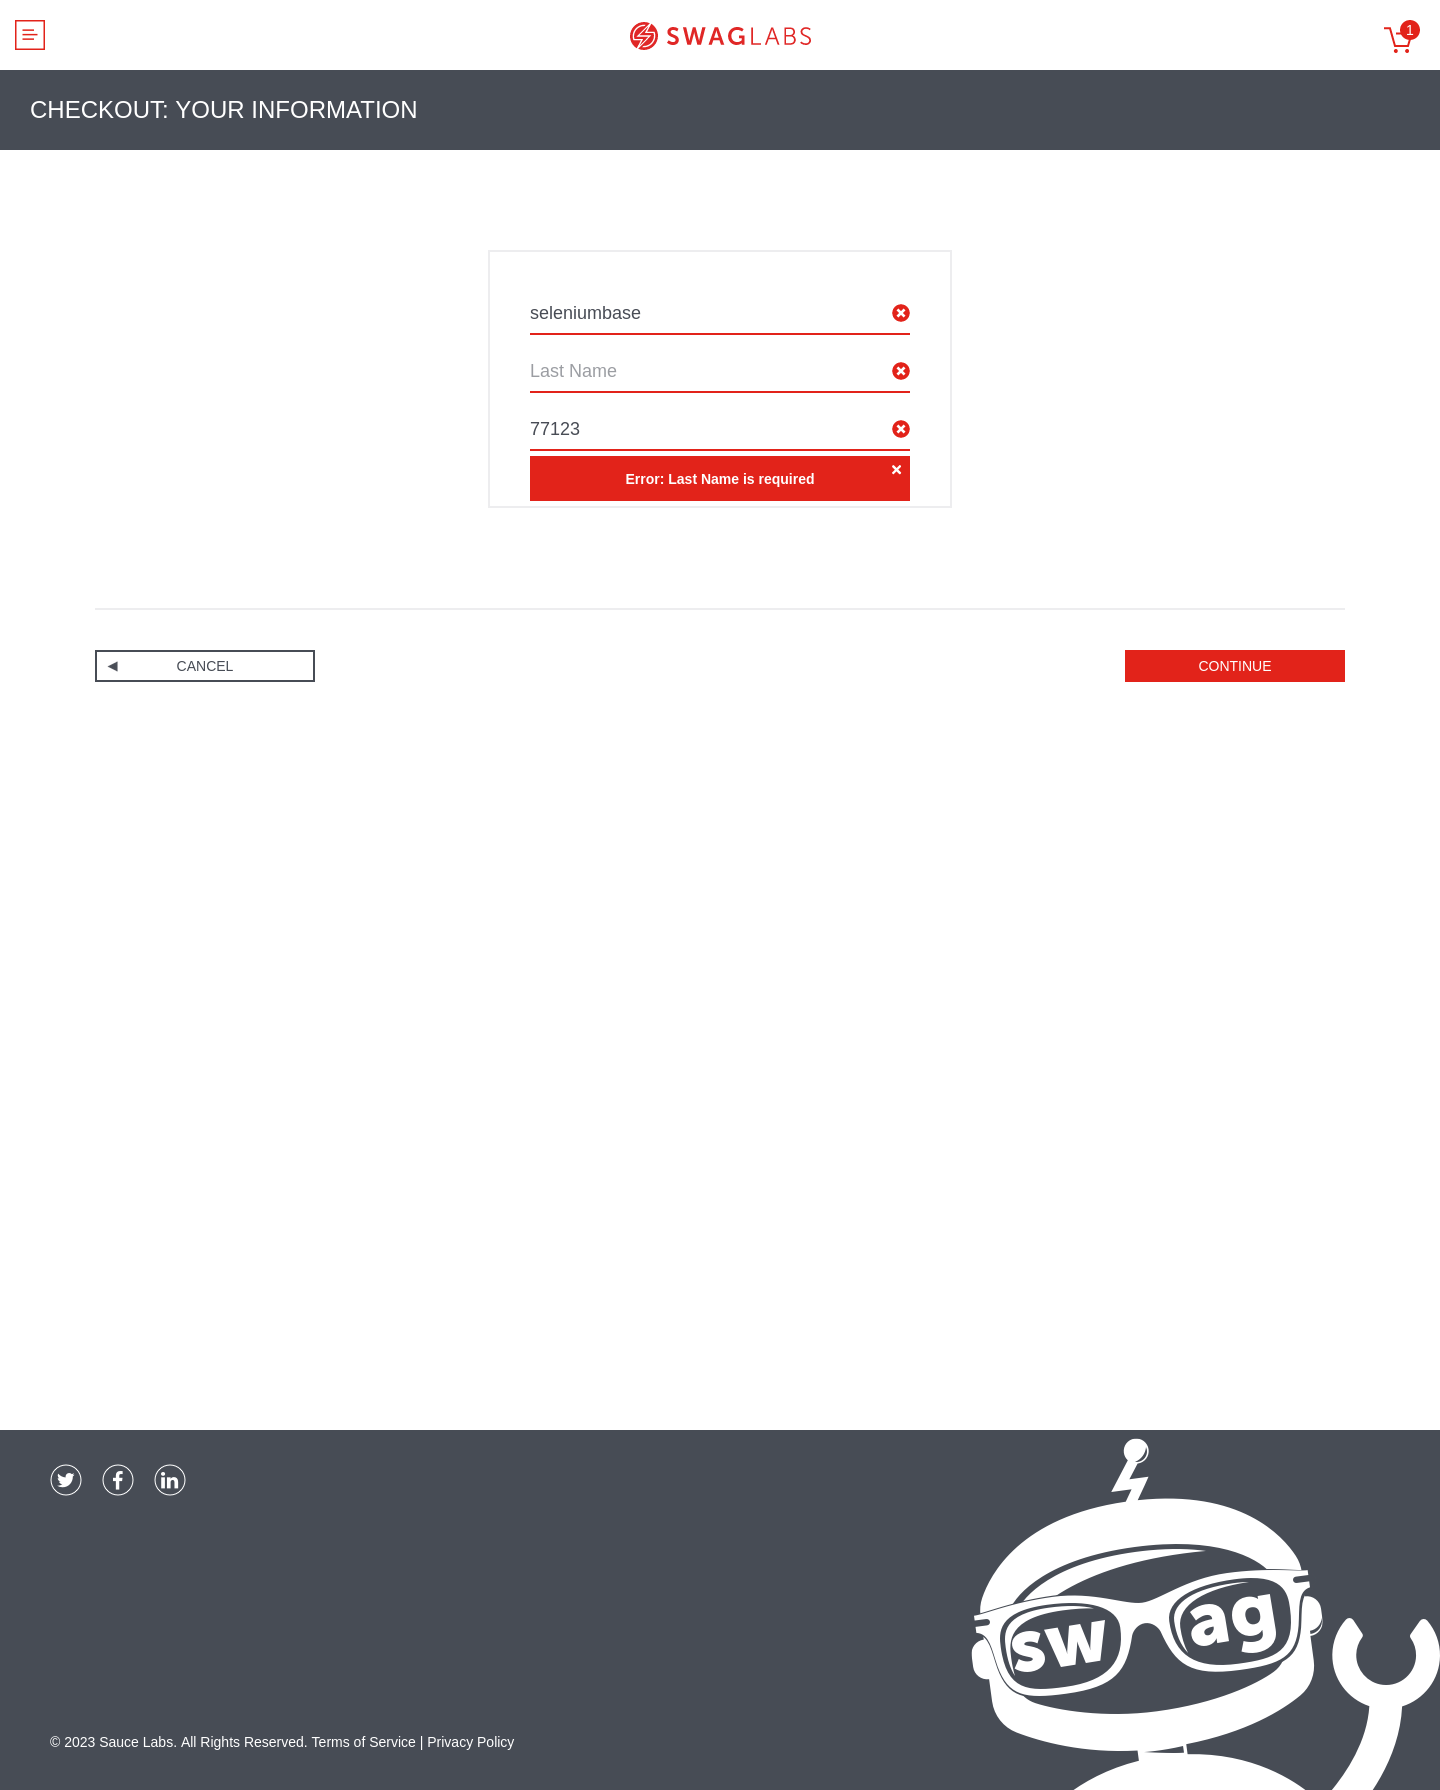 SWAGLABS
1
CHECKOUT: YOUR INFORMATION
seleniumbase
Last Name
77123
Error: Last Name is required
CANCEL
CONTINUE
sw ag
© 2023 Sauce Labs. All Rights Reserved. Terms of Service | Privacy Policy